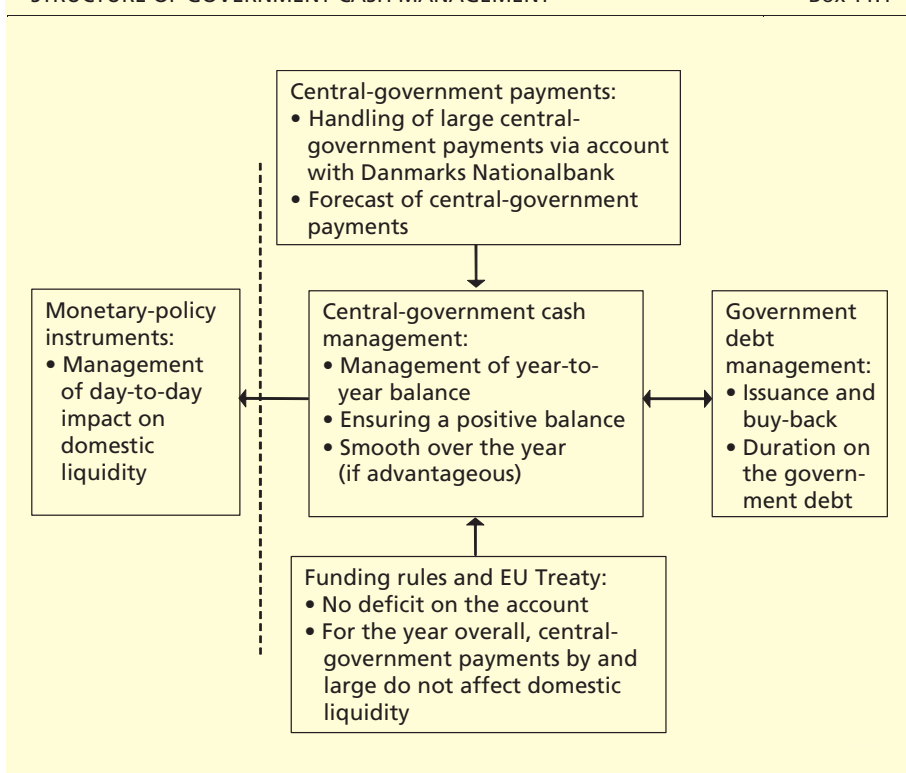 STRUCTURE OF GOVERNMENT CASH MANAGEMENT
Central-government payments:
• Handling of large central-
government payments via account
with Danmarks Nationalbank
• Forecast of central-government
payments
Monetary-policy
instruments:
• Management
of day-to-day
impact on
domestic
liquidity
Central-government cash
management:
• Management of year-to-
year balance
• Ensuring a positive balance
• Smooth over the year
(if advantageous)
Government
debt
management:
• Issuance and
buy-back
• Duration on
the govern-
ment debt
Funding rules and EU Treaty:
• No deficit on the account
• For the year overall, central-
government payments by and
large do not affect domestic
liquidity